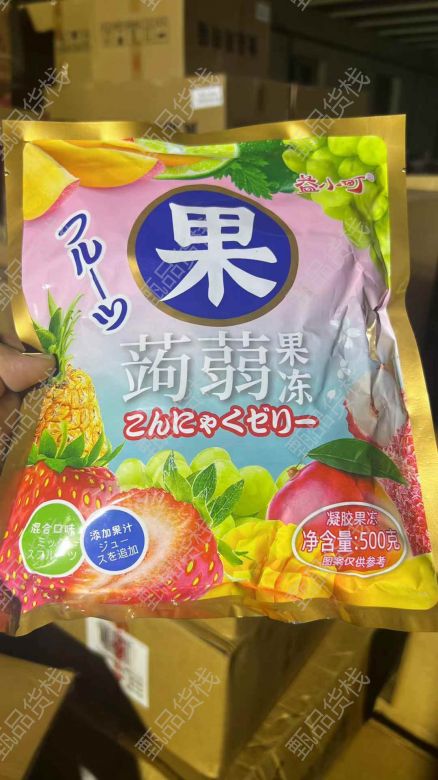 益小町
果
フルーツ
蒟蒻果冻
こんにゃくゼリー
混合口味
ミック
スフルーツ
添加果汁
ジュー
スを追加
凝胶果冻
净含量:500克
图案仅供参考
甄品货栈